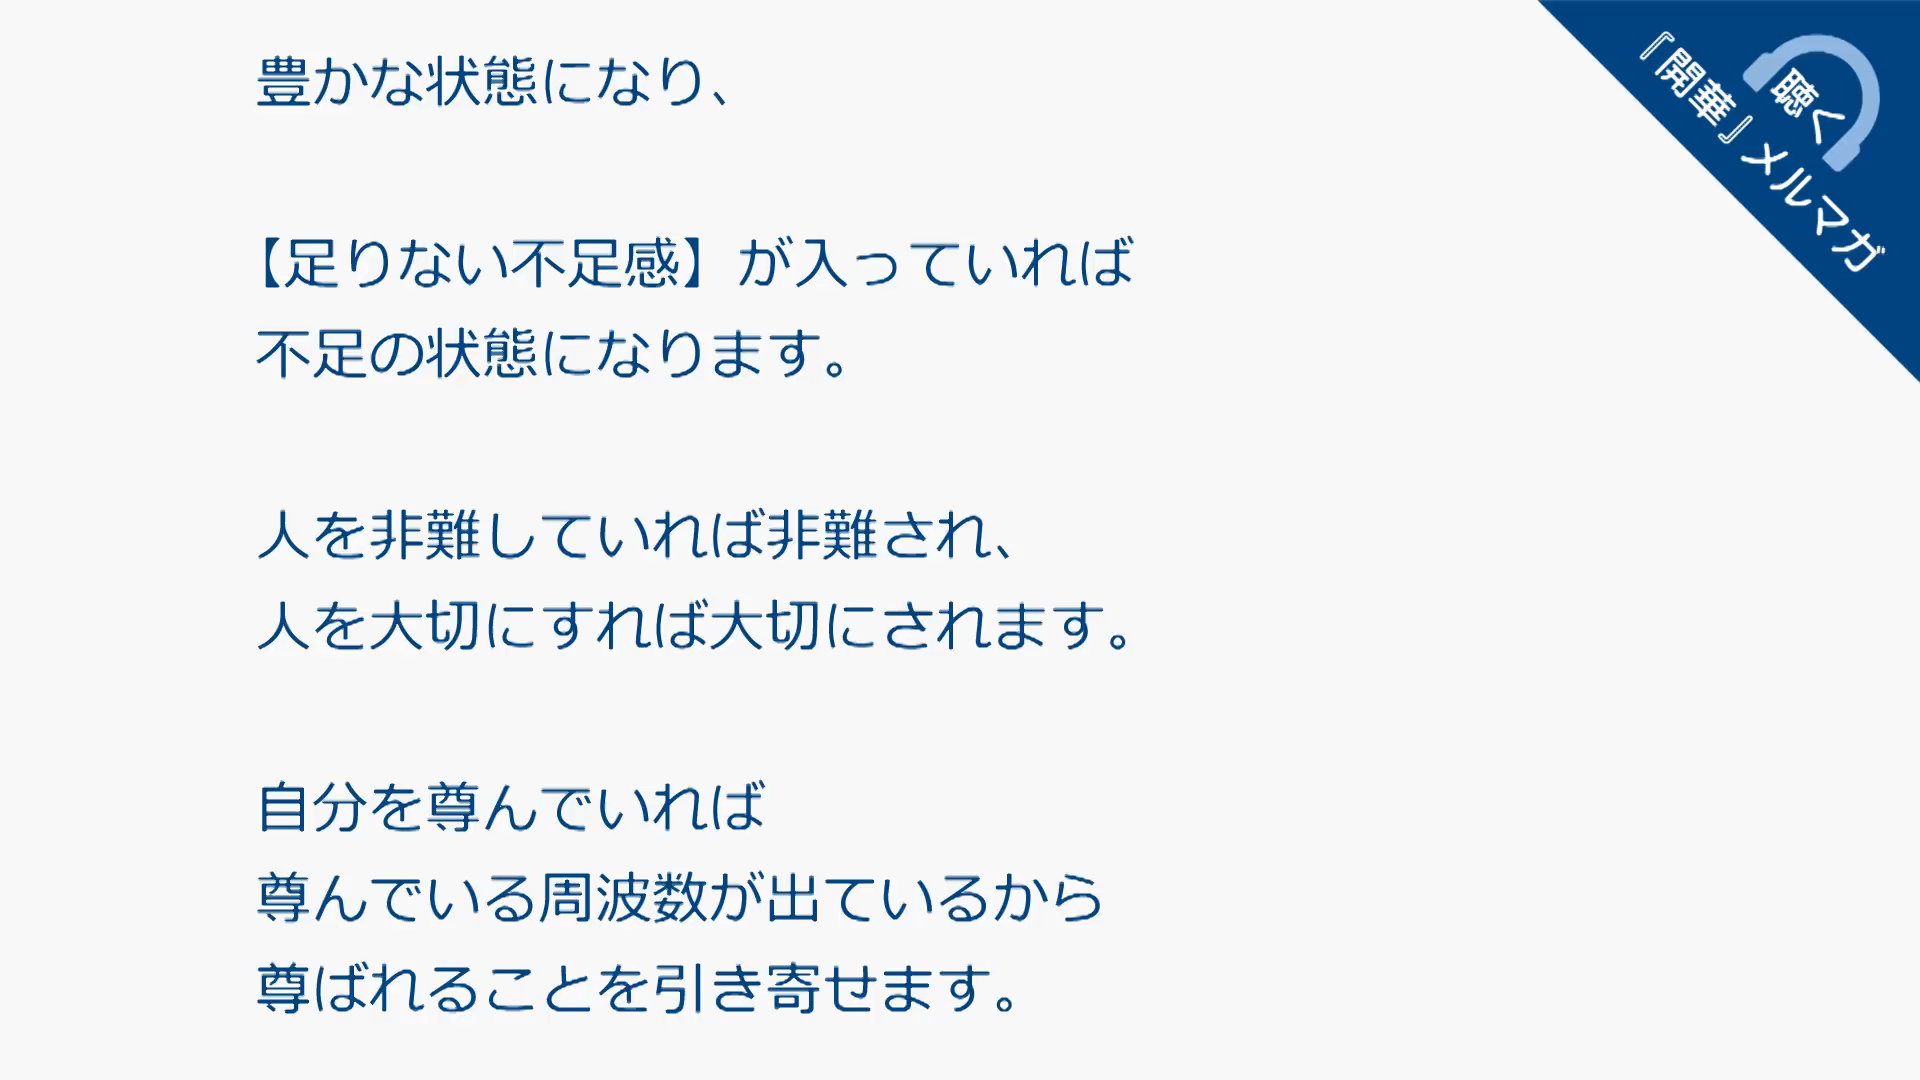 豊かな状態になり、
【足りない不足感】が入っていれば
不足の状態になります。
人を非難していれば非難され、
人を大切にすれば大切にされます。
自分を尊んでいれば
尊んでいる周波数が出ているから
尊ばれることを引き寄せます。
聴く
『開華』メルマガ